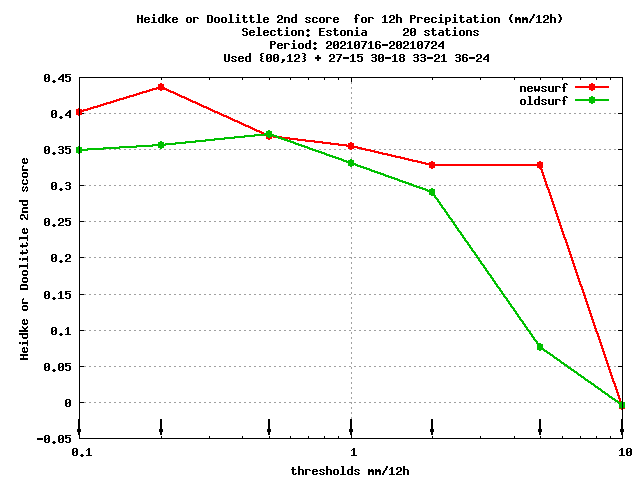 Heidke or Doolittle 2nd score  for 12h Precipitation (mm/12h)
Selection: Estonia     20 stations
Period: 20210716-20210724
Used {00,12} + 27-15 30-18 33-21 36-24
newsurf
oldsurf
Heidke or Doolittle 2nd score
0.45
0.4
0.35
0.3
0.25
0.2
0.15
0.1
0.05
0
-0.05
0.1
1
10
thresholds mm/12h